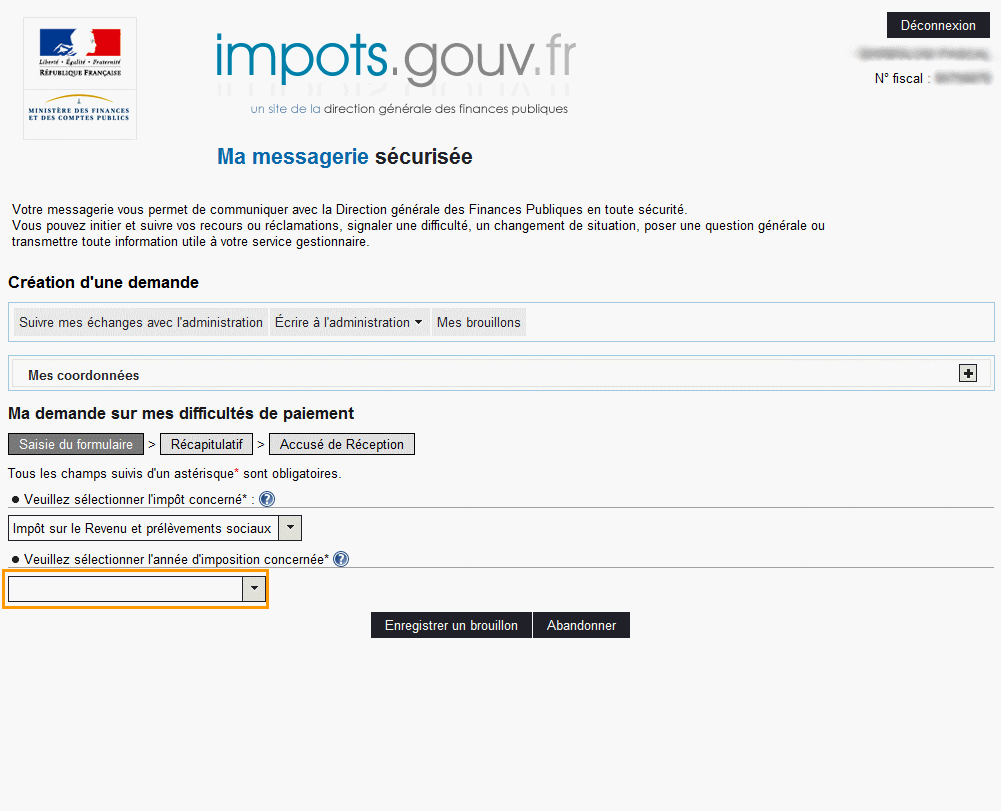 Déconnexion
N° fiscal :
Liberté • Égalité • Fraternité
RÉPUBLIQUE FRANÇAISE
MINISTÈRE DES FINANCES
ET DES COMPTES PUBLICS
impots.gouv.fr
un site de la direction générale des finances publiques
Ma messagerie sécurisée
Votre messagerie vous permet de communiquer avec la Direction générale des Finances Publiques en toute sécurité.
Vous pouvez initier et suivre vos recours ou réclamations, signaler une difficulté, un changement de situation, poser une question générale ou
transmettre toute information utile à votre service gestionnaire.
Création d'une demande
Suivre mes échanges avec l'administration Écrire à l'administration Mes brouillons
Mes coordonnées
Ma demande sur mes difficultés de paiement
Saisie du formulaire > Récapitulatif > Accusé de Réception
Tous les champs suivis d'un astérisque* sont obligatoires.
● Veuillez sélectionner l'impôt concerné* : ?
Impôt sur le Revenu et prélèvements sociaux
● Veuillez sélectionner l'année d'imposition concernée* ?
Enregistrer un brouillon Abandonner